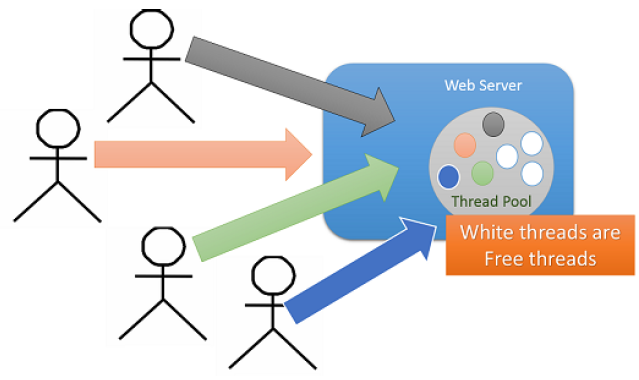 Web Server
Thread Pool
White threads are
Free threads